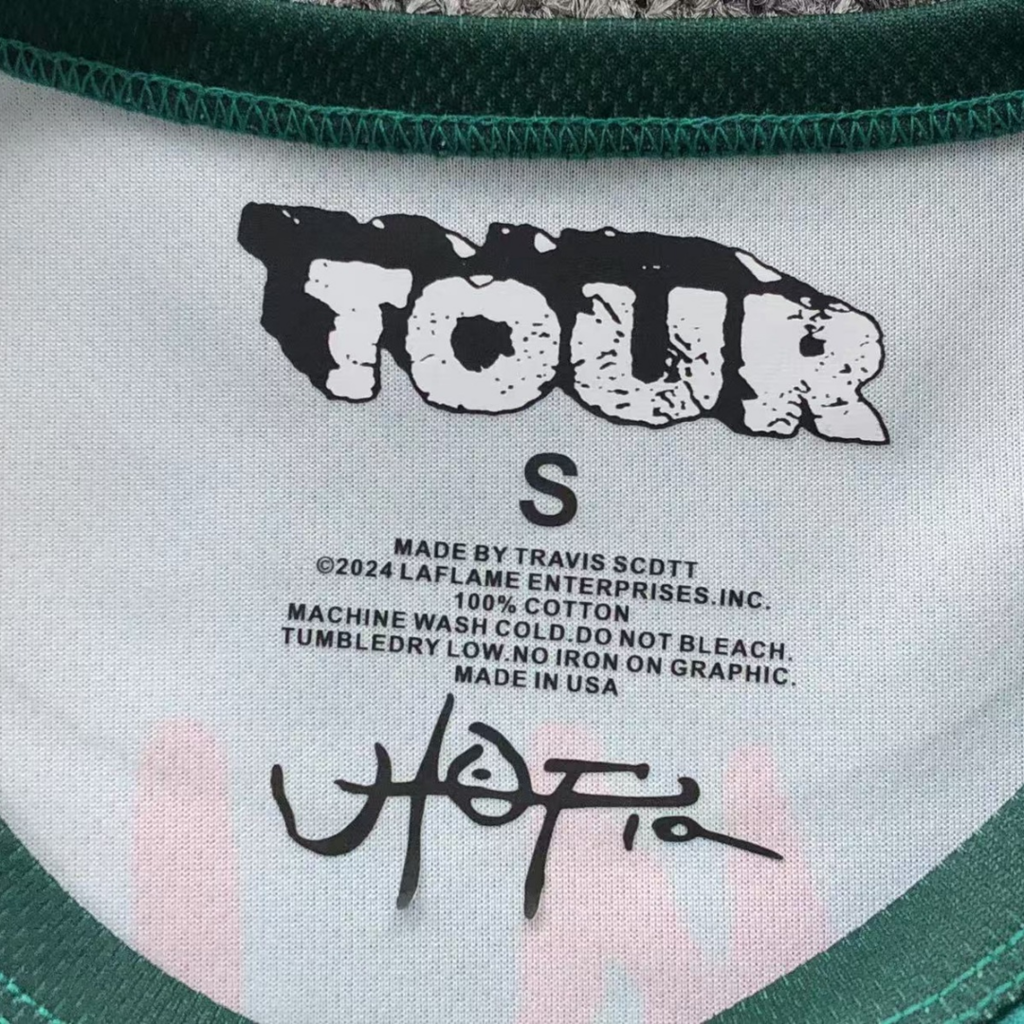 TOUR
S
MADE BY TRAVIS SCDTT
©2024 LAFLAME ENTERPRISES.INC.
100% COTTON
MACHINE WASH COLD.DO NOT BLEACH.
TUMBLEDRY LOW.NO IRON ON GRAPHIC.
MADE IN USA